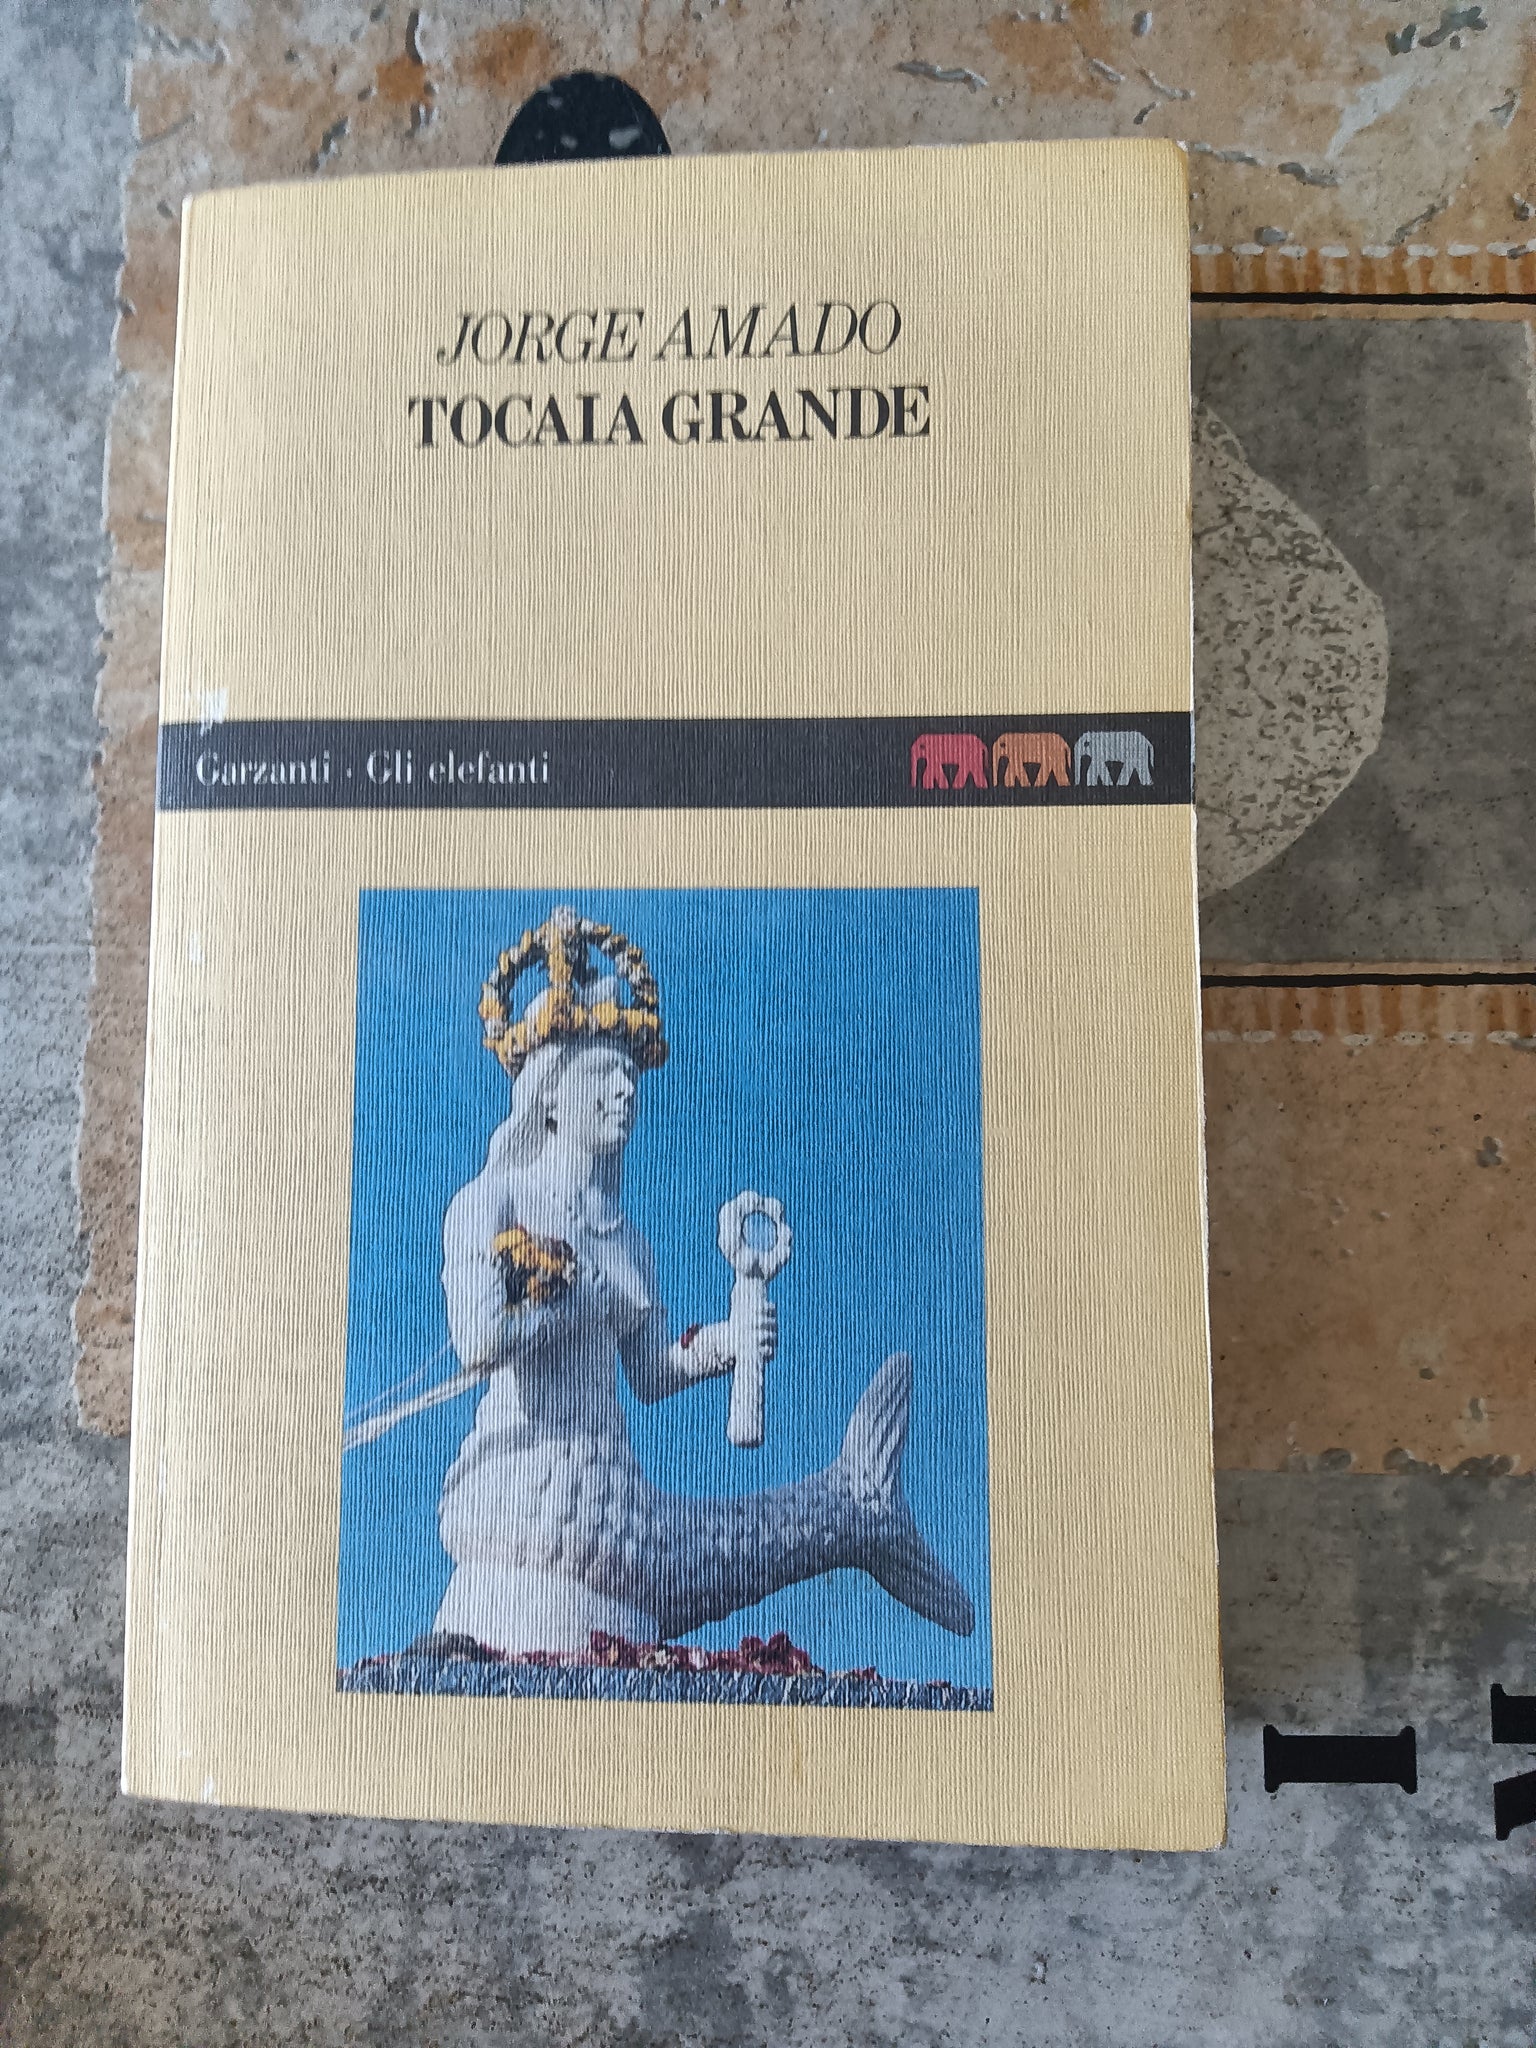 JORGE AMADO
TOCAIA GRANDE
Garzanti · Gli elefanti
I